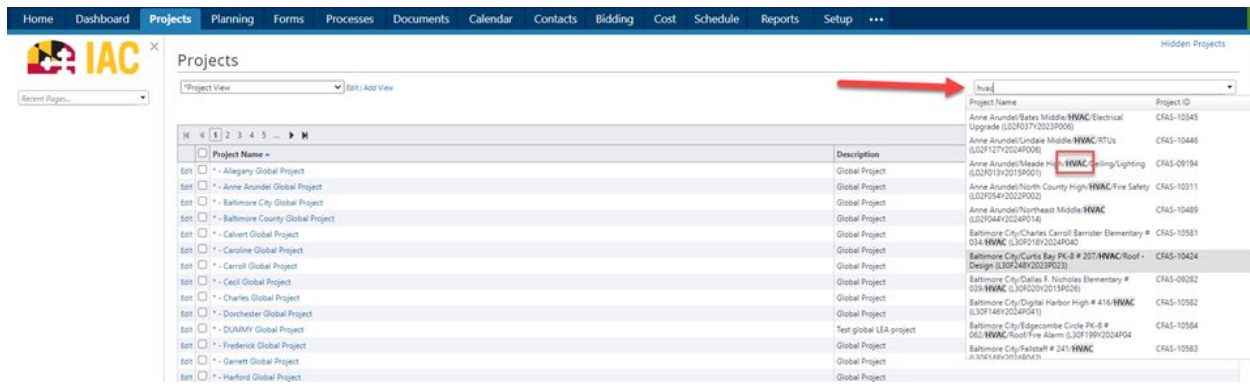 Home Dashboard Projects Planning Forms Processes Documents Calendar Contacts Bidding Cost Schedule Reports Setup •••
IAC
Recent Pages...
Hidden Projects
Projects
*Project View Edit | Add View
hvac
Project Name Project ID
Anne Arundel/Bates Middle/HVAC/Electrical CFAS-10345
Upgrade (L02F037Y2023P006)
Anne Arundel/Lindale Middle/HVAC/RTUs CFAS-10446
(L02F127Y2024P006)
Anne Arundel/Meade High/HVAC/Ceiling/Lighting CFAS-09194
(L02F013Y2015P001)
Anne Arundel/North County High/HVAC/Fire Safety CFAS-10311
(L02F054Y2022P002)
Anne Arundel/Northeast Middle/HVAC CFAS-10489
(L02F044Y2024P014)
Baltimore City/Charles Carroll Barrister Elementary # CFAS-10581
034/HVAC (L30F018Y2024P040
Baltimore City/Curtis Bay PK-8 # 207/HVAC/Roof - CFAS-10424
Design (L30F248Y2023P023)
Baltimore City/Dallas F. Nicholas Elementary # CFAS-09282
039/HVAC (L30F020Y2015P026)
Baltimore City/Digital Harbor High # 416/HVAC CFAS-10582
(L30F146Y2024P041)
Baltimore City/Edgecombe Circle PK-8 # CFAS-10584
062/HVAC/Roof/Fire Alarm (L30F199Y2024P04
Baltimore City/Fallstaff # 241/HVAC CFAS-10583
1 2 3 4 5 ...
Project Name Description
Edit * - Allegany Global Project Global Project
Edit * - Anne Arundel Global Project Global Project
Edit * - Baltimore City Global Project Global Project
Edit * - Baltimore County Global Project Global Project
Edit * - Calvert Global Project Global Project
Edit * - Caroline Global Project Global Project
Edit * - Carroll Global Project Global Project
Edit * - Cecil Global Project Global Project
Edit * - Charles Global Project Global Project
Edit * - Dorchester Global Project Global Project
Edit * - DUMMY Global Project Test global LEA project
Edit * - Frederick Global Project Global Project
Edit * - Garrett Global Project Global Project
Edit * - Harford Global Project Global Project